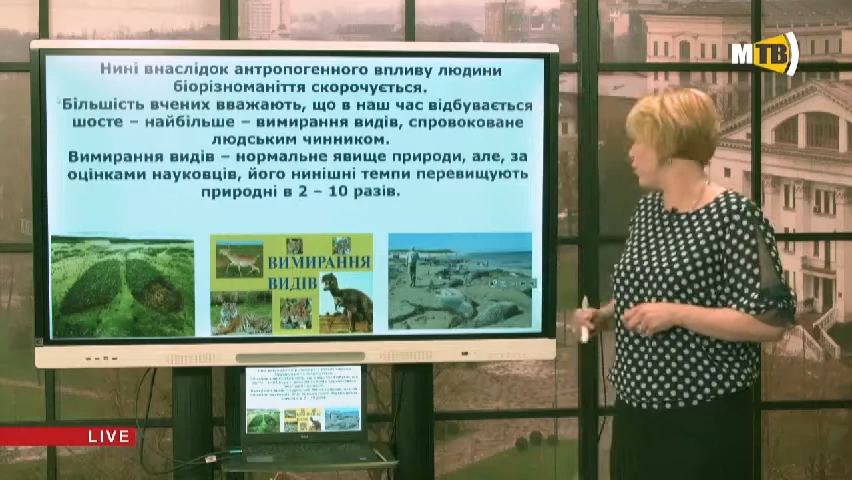 МТВ
Нині внаслідок антропогенного впливу людини
біорізноманіття скорочується.
Більшість вчених вважають, що в наш час відбувається
шосте – найбільше – вимирання видів, спровоковане
людським чинником.
Вимирання видів – нормальне явище природи, але, за
оцінками науковців, його нинішні темпи перевищують
природні в 2 – 10 разів.
ВИМИРАННЯ
ВИДІВ
LIVE